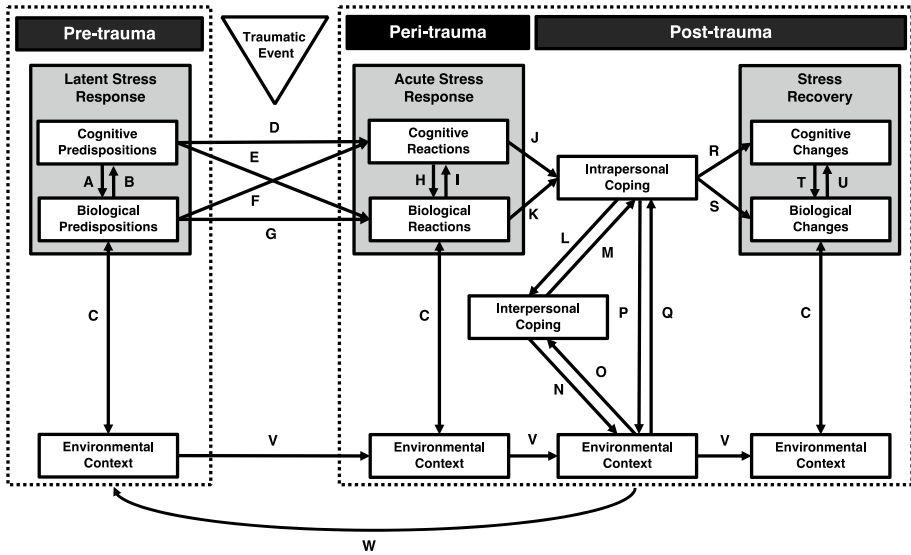 Pre-trauma
Traumatic
Event
Peri-trauma
Post-trauma
Latent Stress
Response
Cognitive
Predispositions
A
B
Biological
Predispositions
C
Environmental
Context
D
E
F
G
V
Acute Stress
Response
Cognitive
Reactions
H
I
Biological
Reactions
C
Environmental
Context
J
K
Intrapersonal
Coping
L
M
Interpersonal
Coping
N
O
P
Q
V
Environmental
Context
R
S
V
Stress
Recovery
Cognitive
Changes
T
U
Biological
Changes
C
Environmental
Context
W